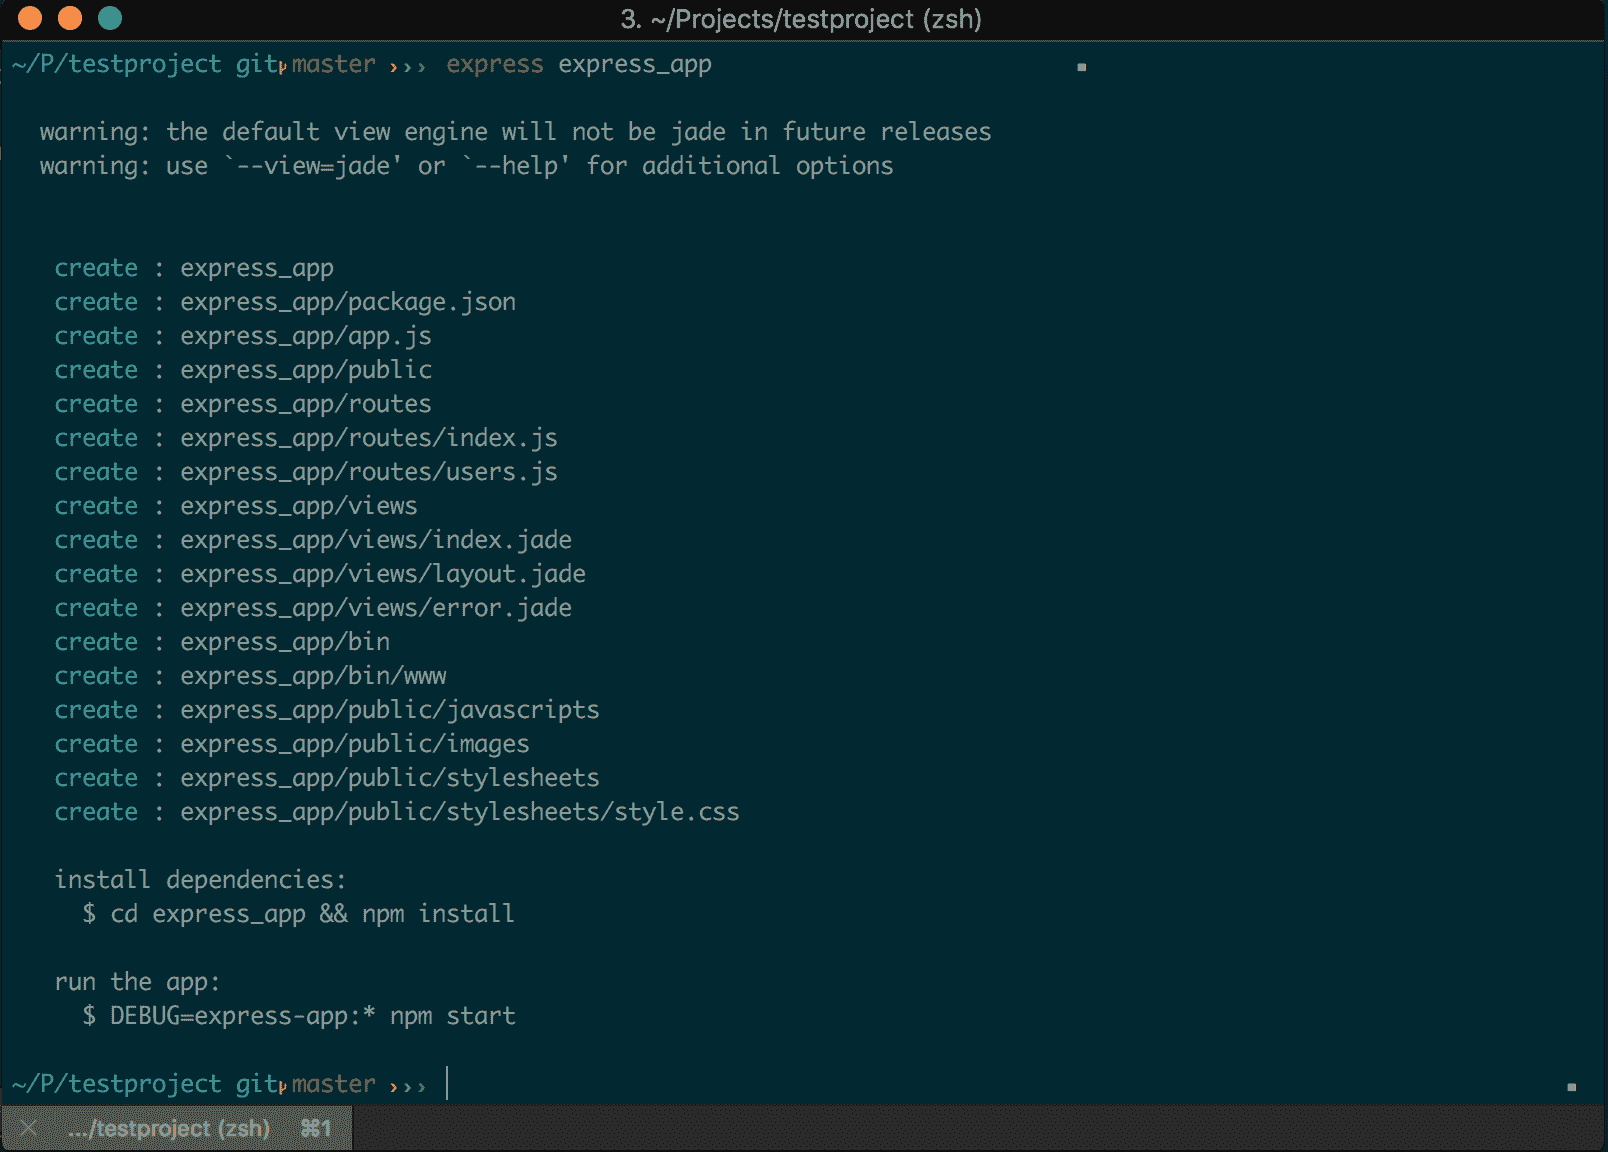 3. ~/Projects/testproject (zsh)
~/P/testproject git master ››› express express_app
warning: the default view engine will not be jade in future releases
warning: use `--view=jade' or `--help' for additional options
create : express_app
create : express_app/package.json
create : express_app/app.js
create : express_app/public
create : express_app/routes
create : express_app/routes/index.js
create : express_app/routes/users.js
create : express_app/views
create : express_app/views/index.jade
create : express_app/views/layout.jade
create : express_app/views/error.jade
create : express_app/bin
create : express_app/bin/www
create : express_app/public/javascripts
create : express_app/public/images
create : express_app/public/stylesheets
create : express_app/public/stylesheets/style.css
install dependencies:
$ cd express_app && npm install
run the app:
$ DEBUG=express-app:* npm start
~/P/testproject git master ›››
.../testproject (zsh) ⌘1